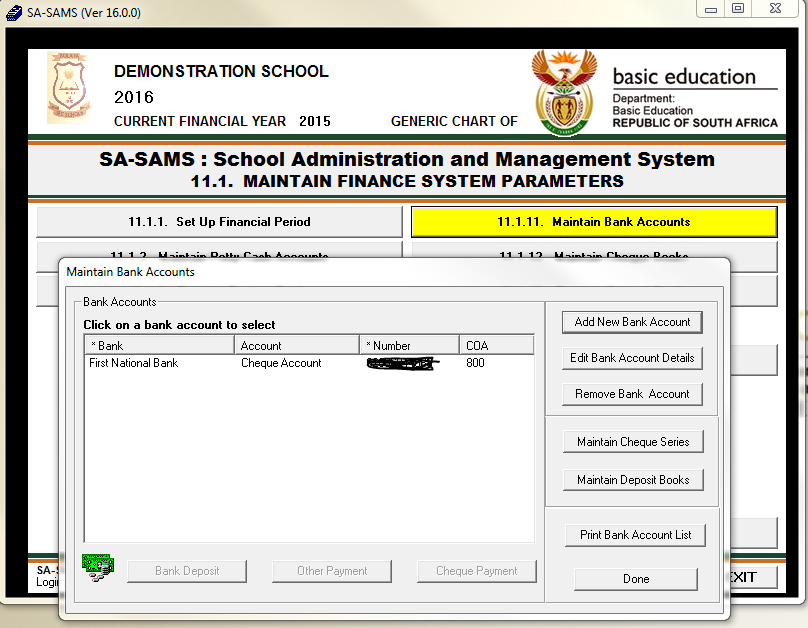 SA-SAMS (Ver 16.0.0)
DEMONSTRATION SCHOOL
2016
CURRENT FINANCIAL YEAR 2015 GENERIC CHART OF
basic education
Department:
Basic Education
REPUBLIC OF SOUTH AFRICA
SA-SAMS : School Administration and Management System
11.1. MAINTAIN FINANCE SYSTEM PARAMETERS
11.1.1. Set Up Financial Period
11.1.11. Maintain Bank Accounts
11.1.2. Maintain Petty Cash Accounts
11.1.12. Maintain Cheque Books
Maintain Bank Accounts
Bank Accounts
Click on a bank account to select
* Bank Account * Number COA
First National Bank Cheque Account 800
Add New Bank Account
Edit Bank Account Details
Remove Bank Account
Maintain Cheque Series
Maintain Deposit Books
Print Bank Account List
Done
Bank Deposit
Other Payment
Cheque Payment
SA-S
Logi
EXIT